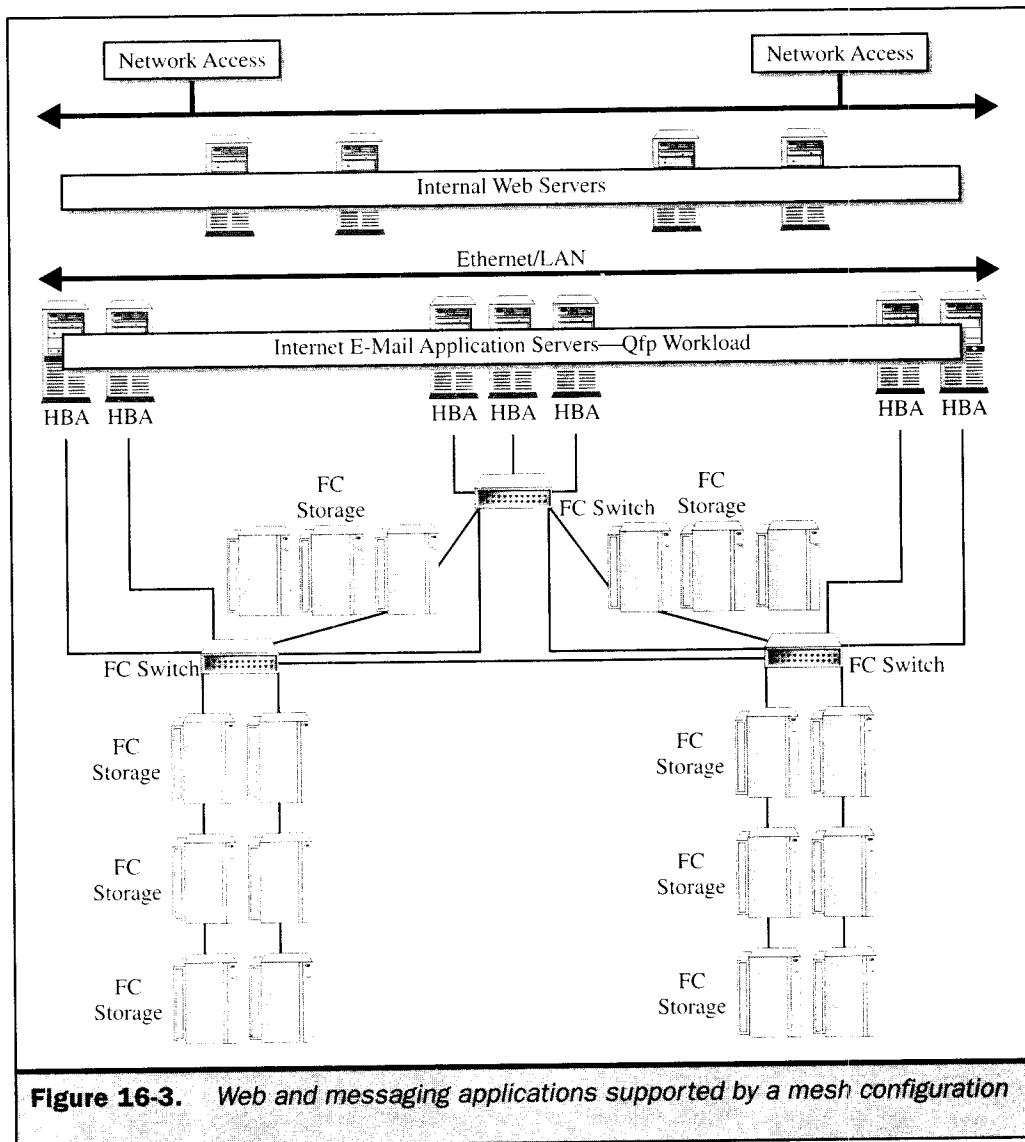 Network Access
Network Access
Internal Web Servers
Ethernet/LAN
Internet E-Mail Application Servers—Qfp Workload
HBA
HBA
HBA
HBA
HBA
HBA
HBA
FC
Storage
FC Switch
FC
Storage
FC Switch
FC Switch
FC
Storage
FC
Storage
FC
Storage
FC
Storage
FC
Storage
FC
Storage
Figure 16-3. Web and messaging applications supported by a mesh configuration